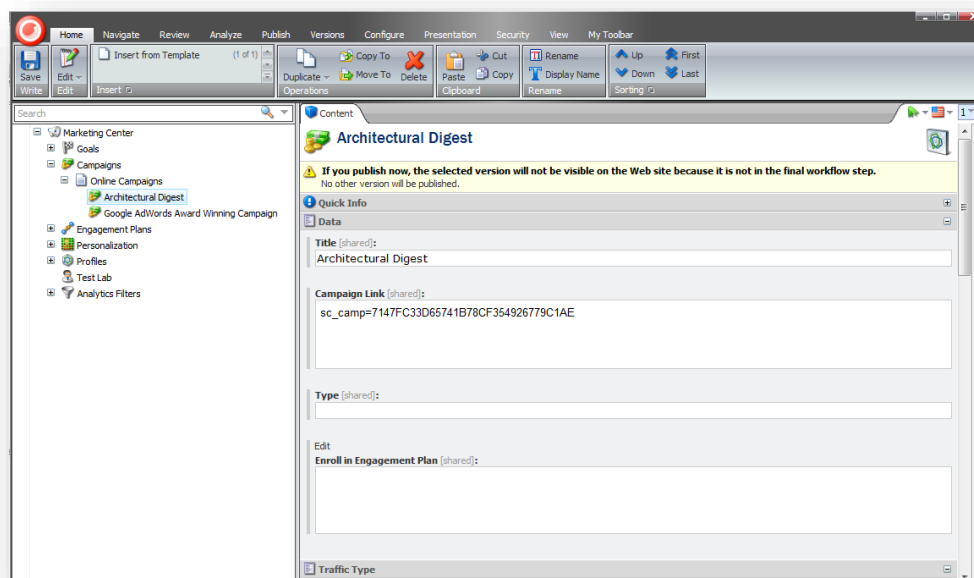 Home Navigate Review Analyze Publish Versions Configure Presentation Security View My Toolbar
Insert from Template (1 of 1) Copy To Cut Rename Up First
Save Edit Duplicate Move To Delete Paste Copy Display Name Down Last
Write Edit Insert Operations Clipboard Rename Sorting
Search
Marketing Center
Goals
Campaigns
Online Campaigns
Architectural Digest
Google AdWords Award Winning Campaign
Engagement Plans
Personalization
Profiles
Test Lab
Analytics Filters
Content 1
Architectural Digest
If you publish now, the selected version will not be visible on the Web site because it is not in the final workflow step.
No other version will be published.
Quick Info
Data
Title [shared]:
Architectural Digest
Campaign Link [shared]:
sc_camp=7147FC33D65741B78CF354926779C1AE
Type [shared]:
Edit
Enroll in Engagement Plan [shared]:
Traffic Type